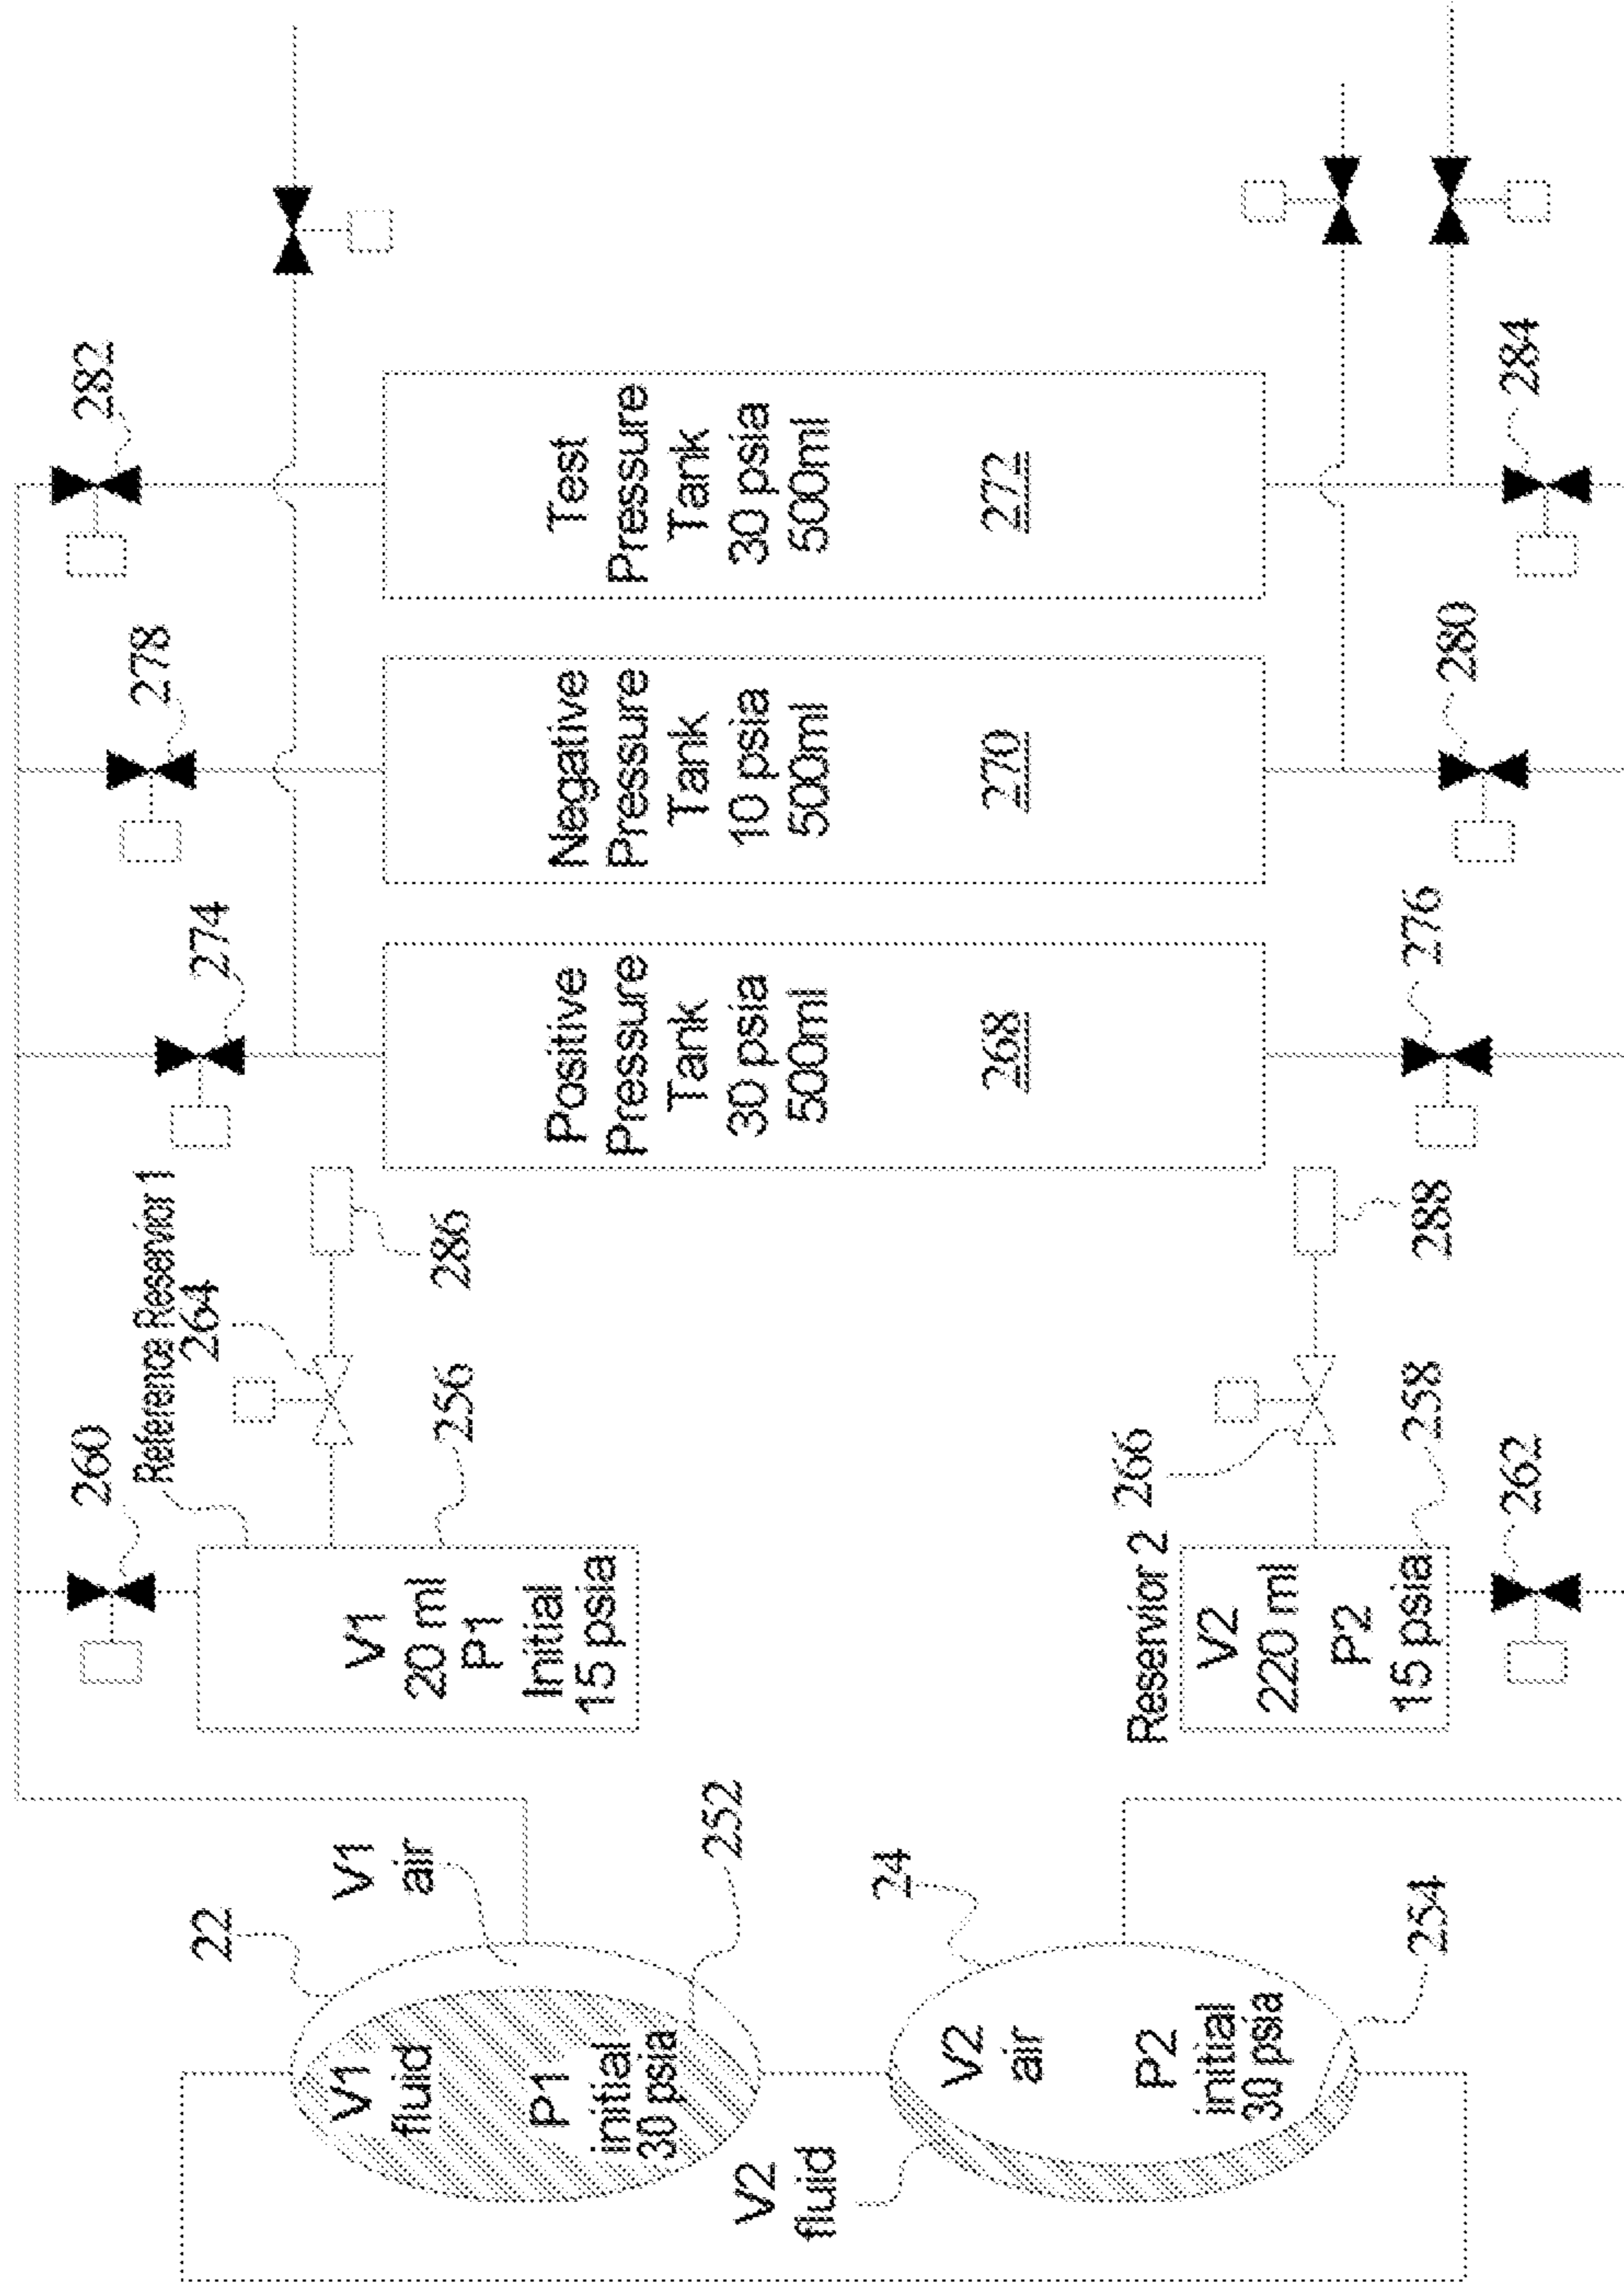 22
V1
fluid
P1
initial
30 psia
V1
air
252
V2
fluid
V2
air
P2
initial
30 psia
24
254
260
Reference Reservior 1
264
V1
20 ml
P1
Initial
15 psia
286
256
Reservior 2
266
V2
220 ml
P2
15 psia
288
258
262
274
278
282
Positive
Pressure
Tank
30 psia
500ml
268
Negative
Pressure
Tank
10 psia
500ml
270
Test
Pressure
Tank
30 psia
500ml
272
276
280
284